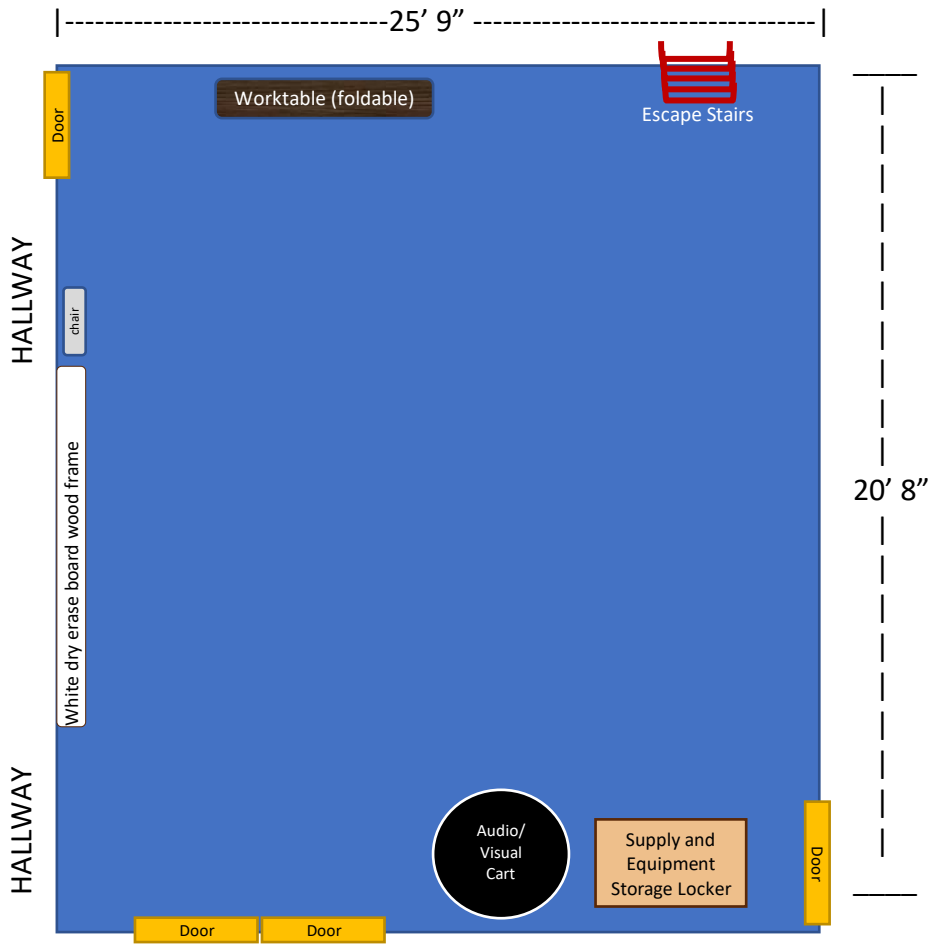 25’ 9”
Worktable (foldable)
Escape Stairs
Door
HALLWAY
chair
White dry erase board wood frame
20’ 8”
HALLWAY
Audio/
Visual
Cart
Supply and
Equipment
Storage Locker
Door
Door
Door